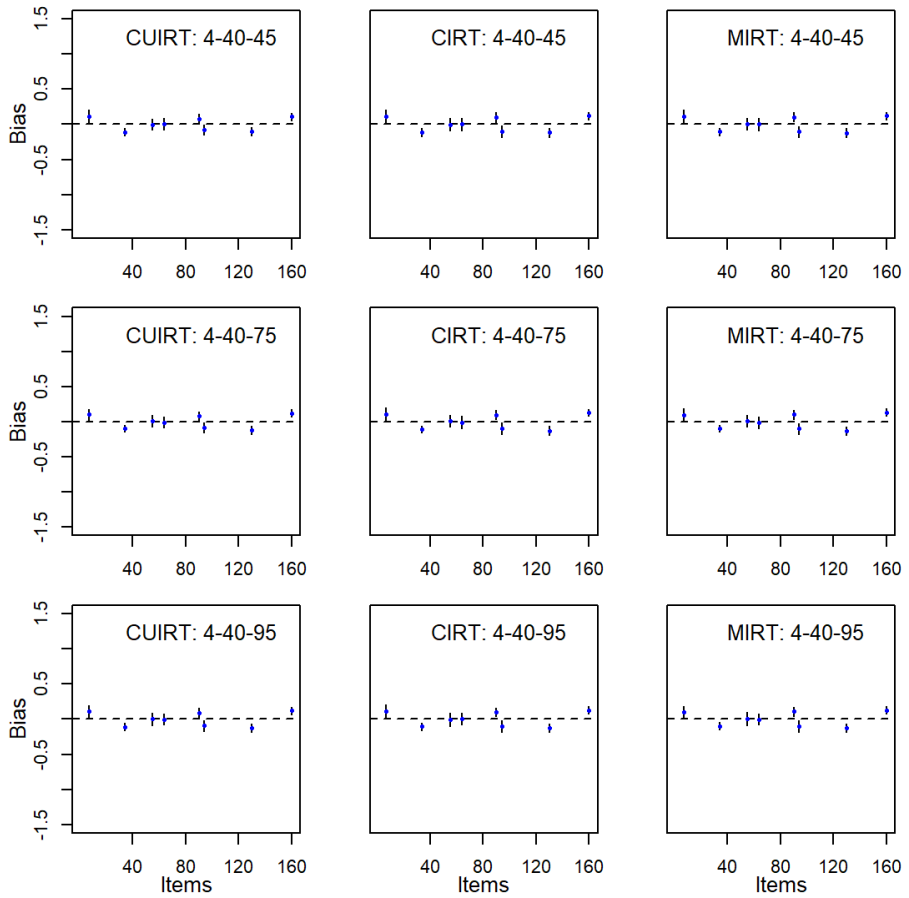 CUIRT: 4-40-45
CIRT: 4-40-45
MIRT: 4-40-45
Bias
1.5
0.5
-0.5
-1.5
40 80 120 160
40 80 120 160
40 80 120 160
CUIRT: 4-40-75
CIRT: 4-40-75
MIRT: 4-40-75
Bias
1.5
0.5
-0.5
-1.5
40 80 120 160
40 80 120 160
40 80 120 160
CUIRT: 4-40-95
CIRT: 4-40-95
MIRT: 4-40-95
Bias
1.5
0.5
-0.5
-1.5
40 80 120 160
40 80 120 160
40 80 120 160
Items
Items
Items